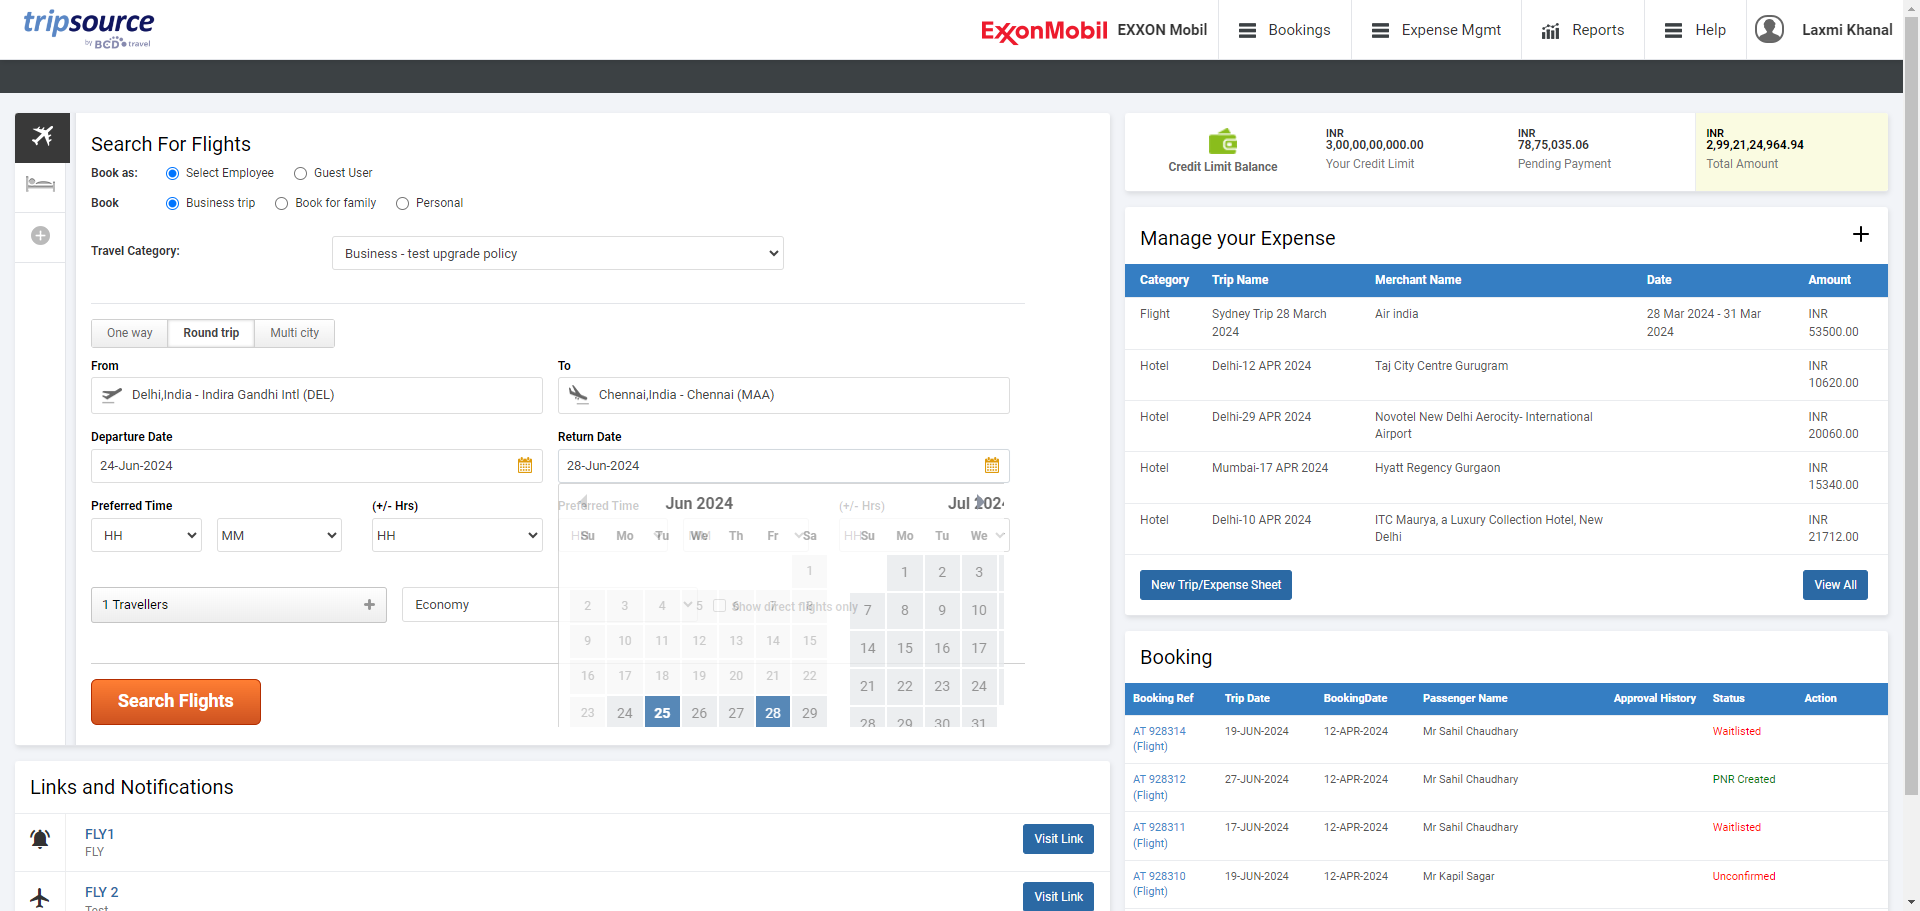 tripsource
by BCD travel
ExxonMobil EXXON Mobil
Bookings
Expense Mgmt
Reports
Help
Laxmi Khanal
Search For Flights
Book as: Select Employee Guest User
Book Business trip Book for family Personal
Travel Category: Business - test upgrade policy
One way Round trip Multi city
From To
Delhi,India - Indira Gandhi Intl (DEL) Chennai,India - Chennai (MAA)
Departure Date Return Date
24-Jun-2024 28-Jun-2024
Preferred Time (+/- Hrs) Preferred Time (+/- Hrs)
HH MM HH
Jun 2024 Jul 2024
Su Mo Tu We Th Fr Sa Su Mo Tu We
1 1 2 3
2 3 4 5 6 7 8 7 8 9 10
Show direct flights only
9 10 11 12 13 14 15 14 15 16 17
16 17 18 19 20 21 22 21 22 23 24
23 24 25 26 27 28 29 28 29 30 31
1 Travellers Economy
Search Flights
Links and Notifications
FLY1
FLY
Visit Link
FLY 2
Test
Visit Link
Credit Limit Balance
INR
3,00,00,00,000.00
Your Credit Limit
INR
78,75,035.06
Pending Payment
INR
2,99,21,24,964.94
Total Amount
Manage your Expense
Category Trip Name Merchant Name Date Amount
Flight Sydney Trip 28 March 2024 Air india 28 Mar 2024 - 31 Mar 2024 INR 53500.00
Hotel Delhi-12 APR 2024 Taj City Centre Gurugram INR 10620.00
Hotel Delhi-29 APR 2024 Novotel New Delhi Aerocity- International Airport INR 20060.00
Hotel Mumbai-17 APR 2024 Hyatt Regency Gurgaon INR 15340.00
Hotel Delhi-10 APR 2024 ITC Maurya, a Luxury Collection Hotel, New Delhi INR 21712.00
New Trip/Expense Sheet View All
Booking
Booking Ref Trip Date BookingDate Passenger Name Approval History Status Action
AT 928314 (Flight) 19-JUN-2024 12-APR-2024 Mr Sahil Chaudhary Waitlisted
AT 928312 (Flight) 27-JUN-2024 12-APR-2024 Mr Sahil Chaudhary PNR Created
AT 928311 (Flight) 17-JUN-2024 12-APR-2024 Mr Sahil Chaudhary Waitlisted
AT 928310 (Flight) 19-JUN-2024 12-APR-2024 Mr Kapil Sagar Unconfirmed